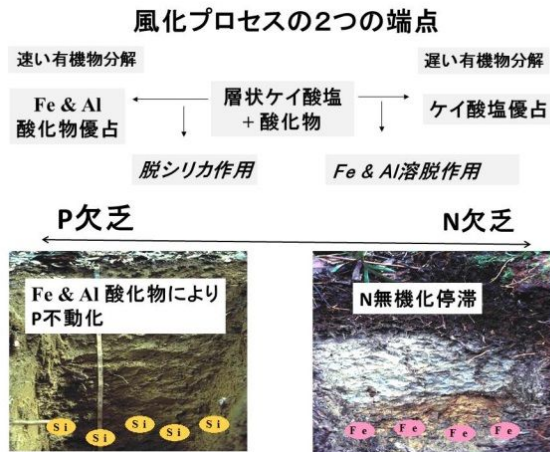 風化プロセスの2つの端点
速い有機物分解
遅い有機物分解
Fe & Al
酸化物優占
層状ケイ酸塩
+ 酸化物
ケイ酸塩優占
脱シリカ作用
Fe & Al溶脱作用
P欠乏
N欠乏
Fe & Al 酸化物により
P不動化
N無機化停滞
Si
Si
Si
Si
Si
Fe
Fe
Fe
Fe